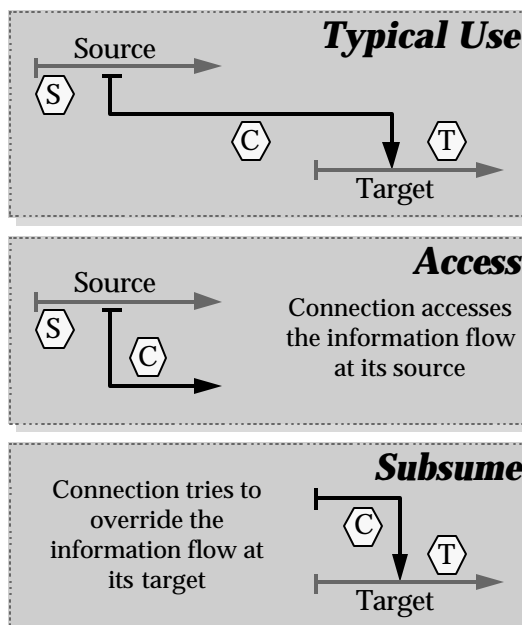 Typical Use
Source
S
C
T
Target
Access
Source
S
C
Connection accesses
the information flow
at its source
Subsume
Connection tries to
override the
information flow at
its target
C
T
Target